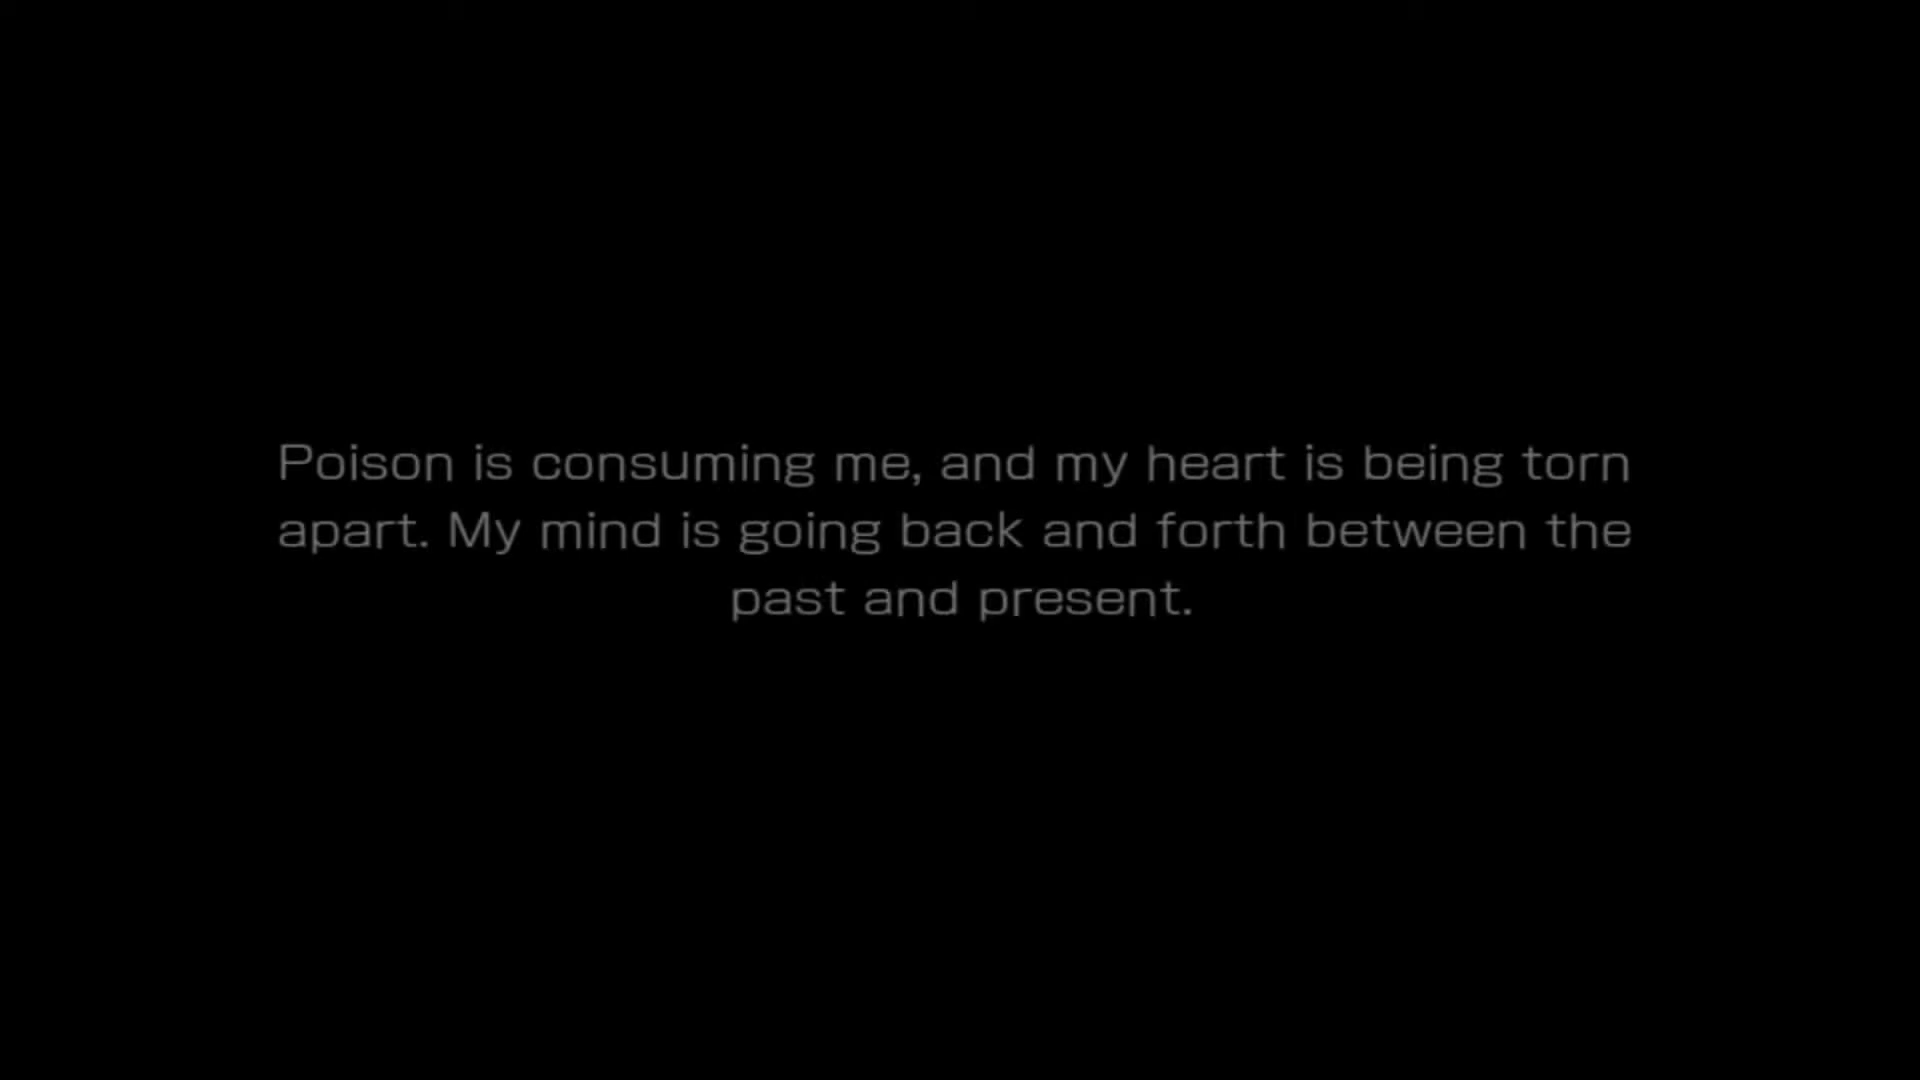 Poison is consuming me, and my heart is being torn
apart. My mind is going back and forth between the
past and present.